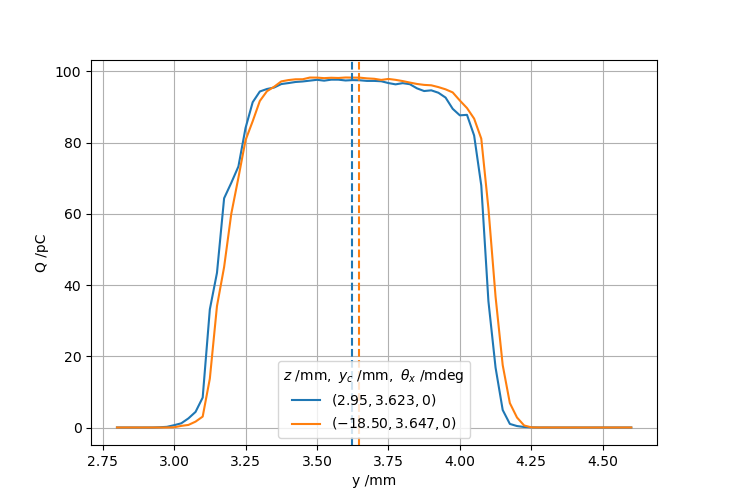 100
80
60
40
20
0
Q /pC
z /mm, y_c /mm, θ_x /mdeg
(2.95, 3.623, 0)
(−18.50, 3.647, 0)
2.75 3.00 3.25 3.50 3.75 4.00 4.25 4.50
y /mm